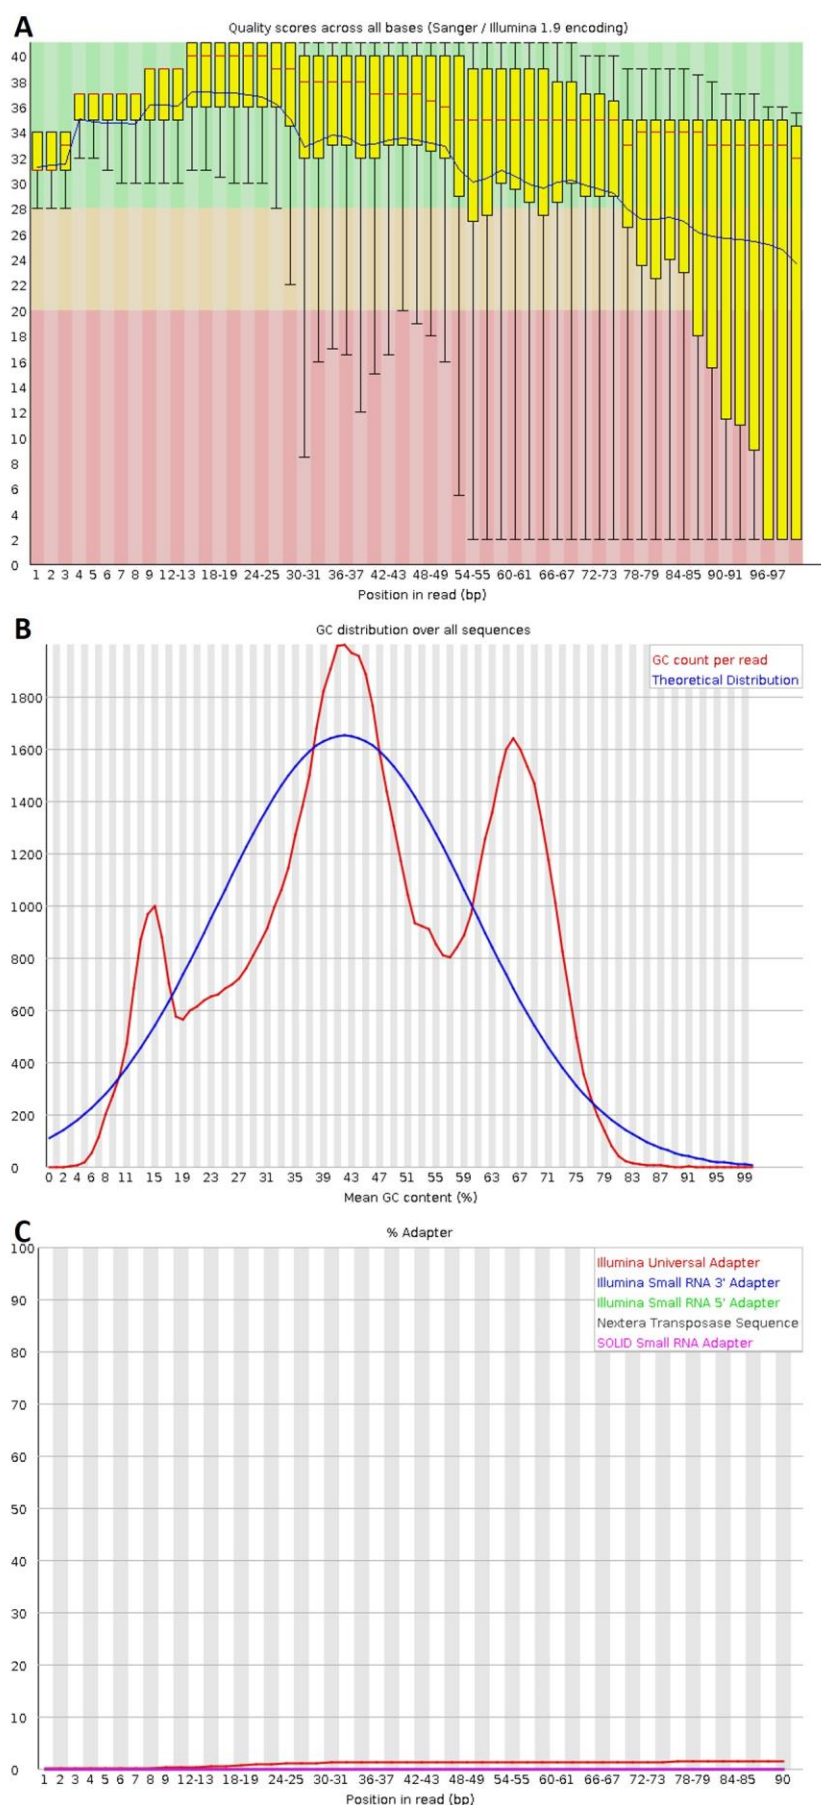 A
Quality scores across all bases (Sanger / Illumina 1.9 encoding)
40
38
36
34
32
30
28
26
24
22
20
18
16
14
12
10
8
6
4
2
0
1 2 3 4 5 6 7 8 9 12-13 18-19 24-25 30-31 36-37 42-43 48-49 54-55 60-61 66-67 72-73 78-79 84-85 90-91 96-97
Position in read (bp)
B
GC distribution over all sequences
GC count per read
Theoretical Distribution
1800
1600
1400
1200
1000
800
600
400
200
0
0 2 4 6 8 11 15 19 23 27 31 35 39 43 47 51 55 59 63 67 71 75 79 83 87 91 95 99
Mean GC content (%)
C
% Adapter
Illumina Universal Adapter
Illumina Small RNA 3' Adapter
Illumina Small RNA 5' Adapter
Nextera Transposase Sequence
SOLID Small RNA Adapter
100
90
80
70
60
50
40
30
20
10
0
1 2 3 4 5 6 7 8 9 12-13 18-19 24-25 30-31 36-37 42-43 48-49 54-55 60-61 66-67 72-73 78-79 84-85 90
Position in read (bp)